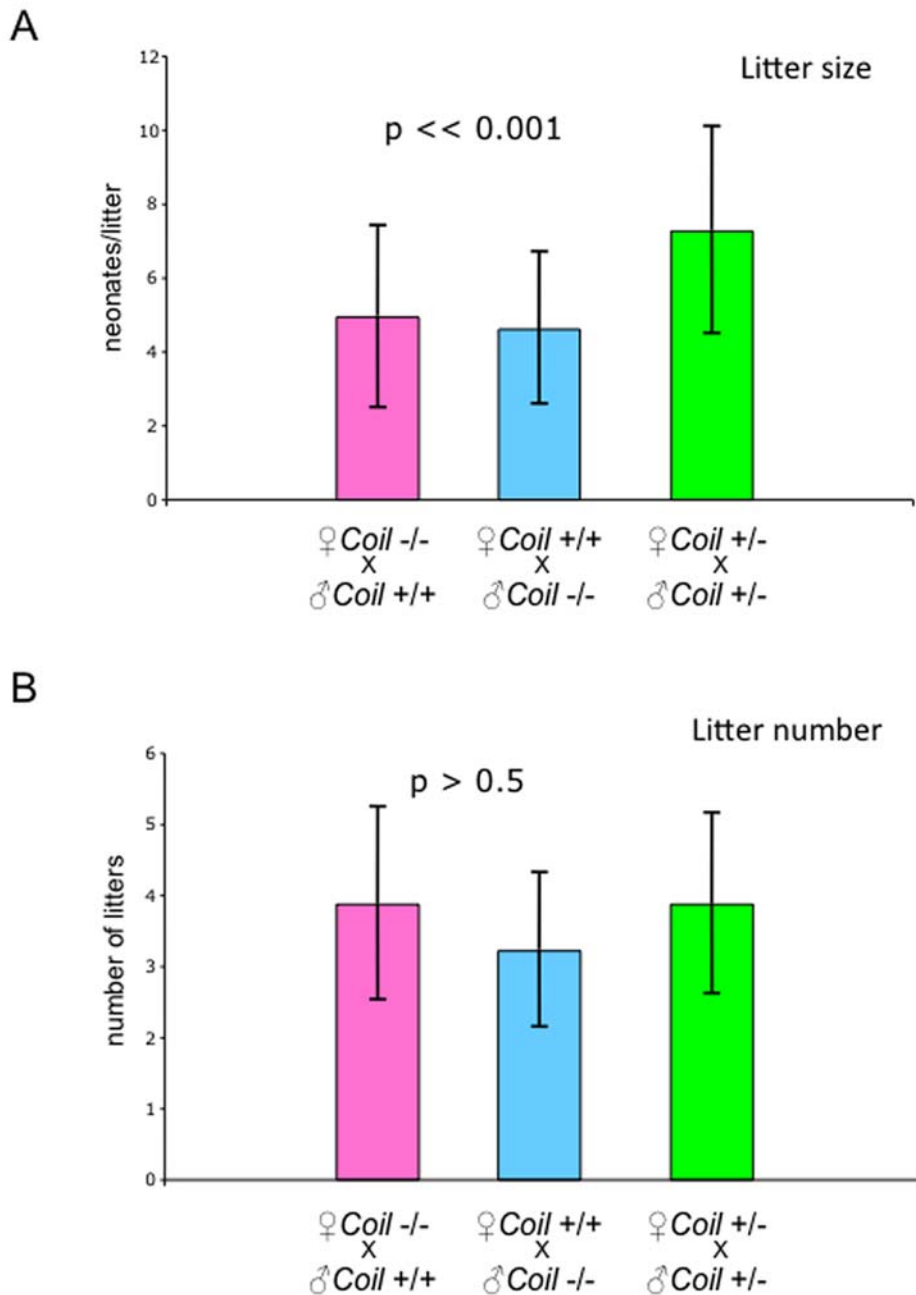 A
Litter size
p << 0.001
neonates/litter
12
10
8
6
4
2
0
♀Coil -/- ♀Coil +/+ ♀Coil +/-
X X X
♂Coil +/+ ♂Coil -/- ♂Coil +/-
B
Litter number
p > 0.5
number of litters
6
5
4
3
2
1
0
♀Coil -/- ♀Coil +/+ ♀Coil +/-
X X X
♂Coil +/+ ♂Coil -/- ♂Coil +/-